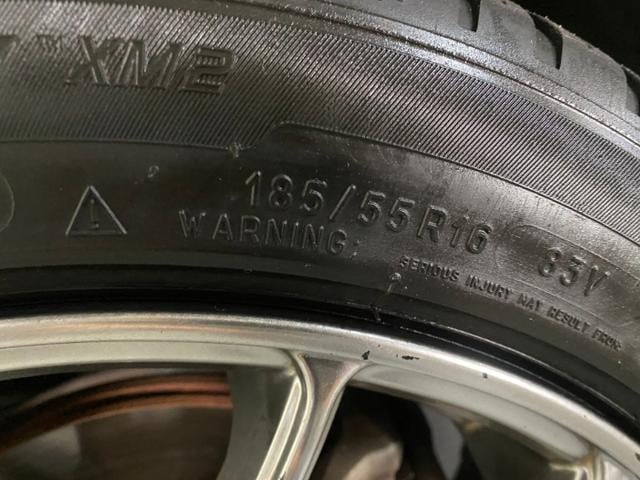 XM2
185/55R16 83V
WARNING:
SERIOUS INJURY MAY RESULT FROM